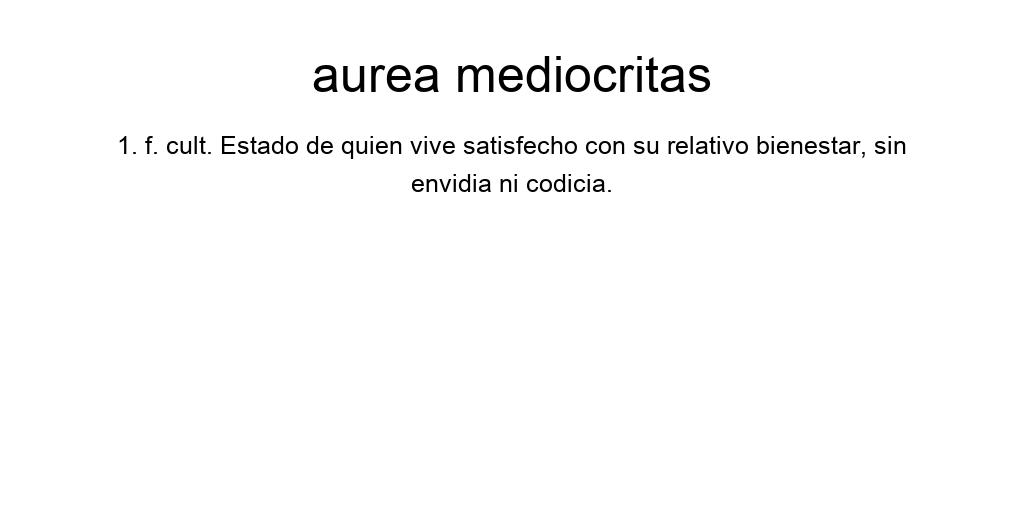 aurea mediocritas
1. f. cult. Estado de quien vive satisfecho con su relativo bienestar, sin
envidia ni codicia.